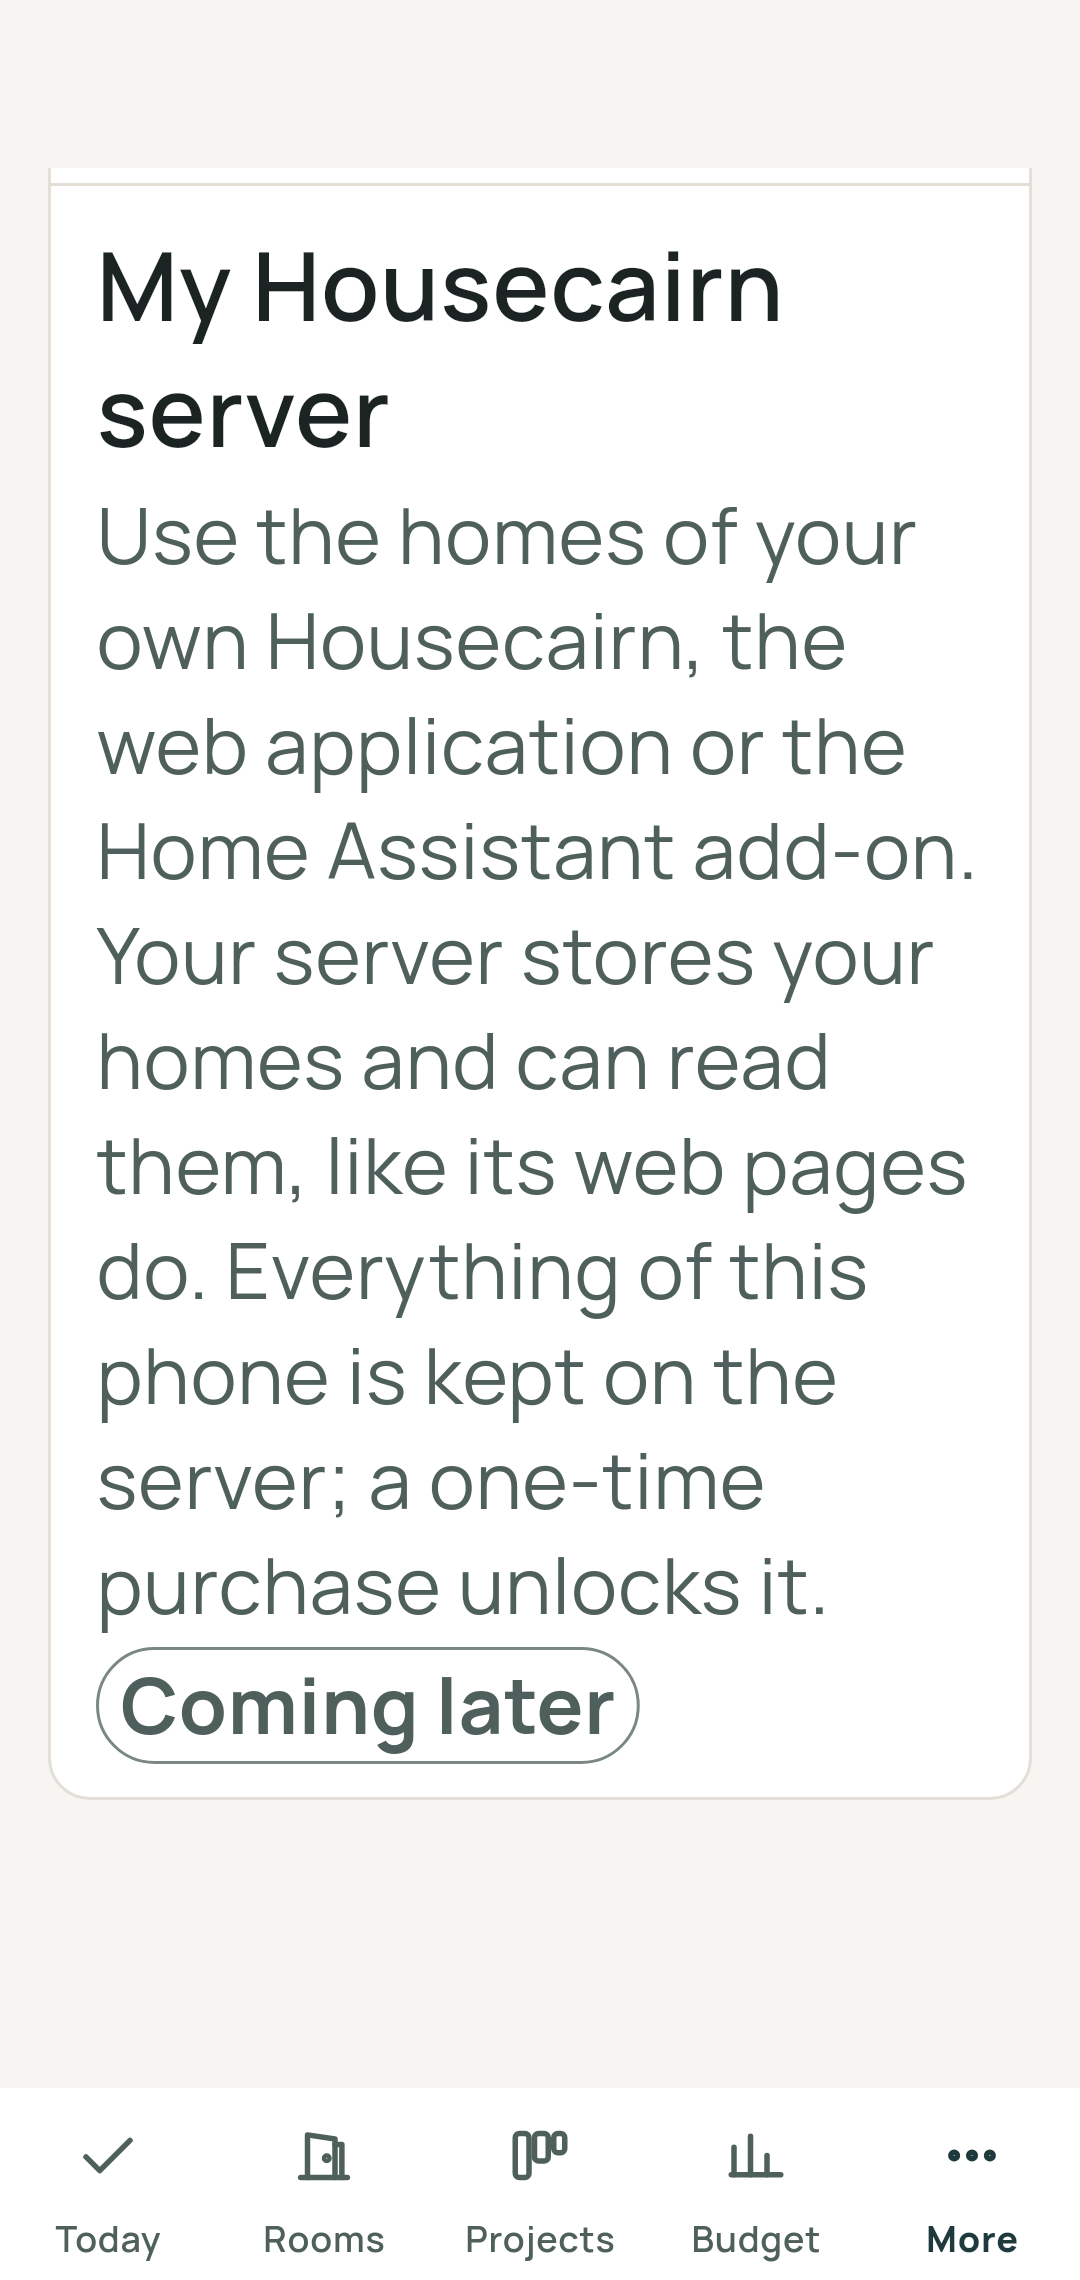 My Housecairn
server
Use the homes of your
own Housecairn, the
web application or the
Home Assistant add-on.
Your server stores your
homes and can read
them, like its web pages
do. Everything of this
phone is kept on the
server; a one-time
purchase unlocks it.
Coming later
Today
Rooms
Projects
Budget
More